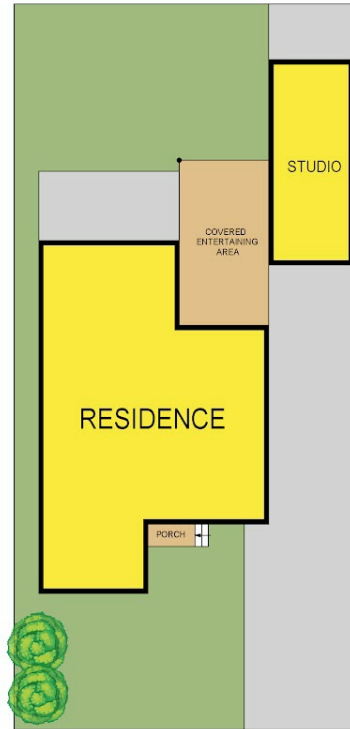 STUDIO
COVERED
ENTERTAINING
AREA
RESIDENCE
PORCH